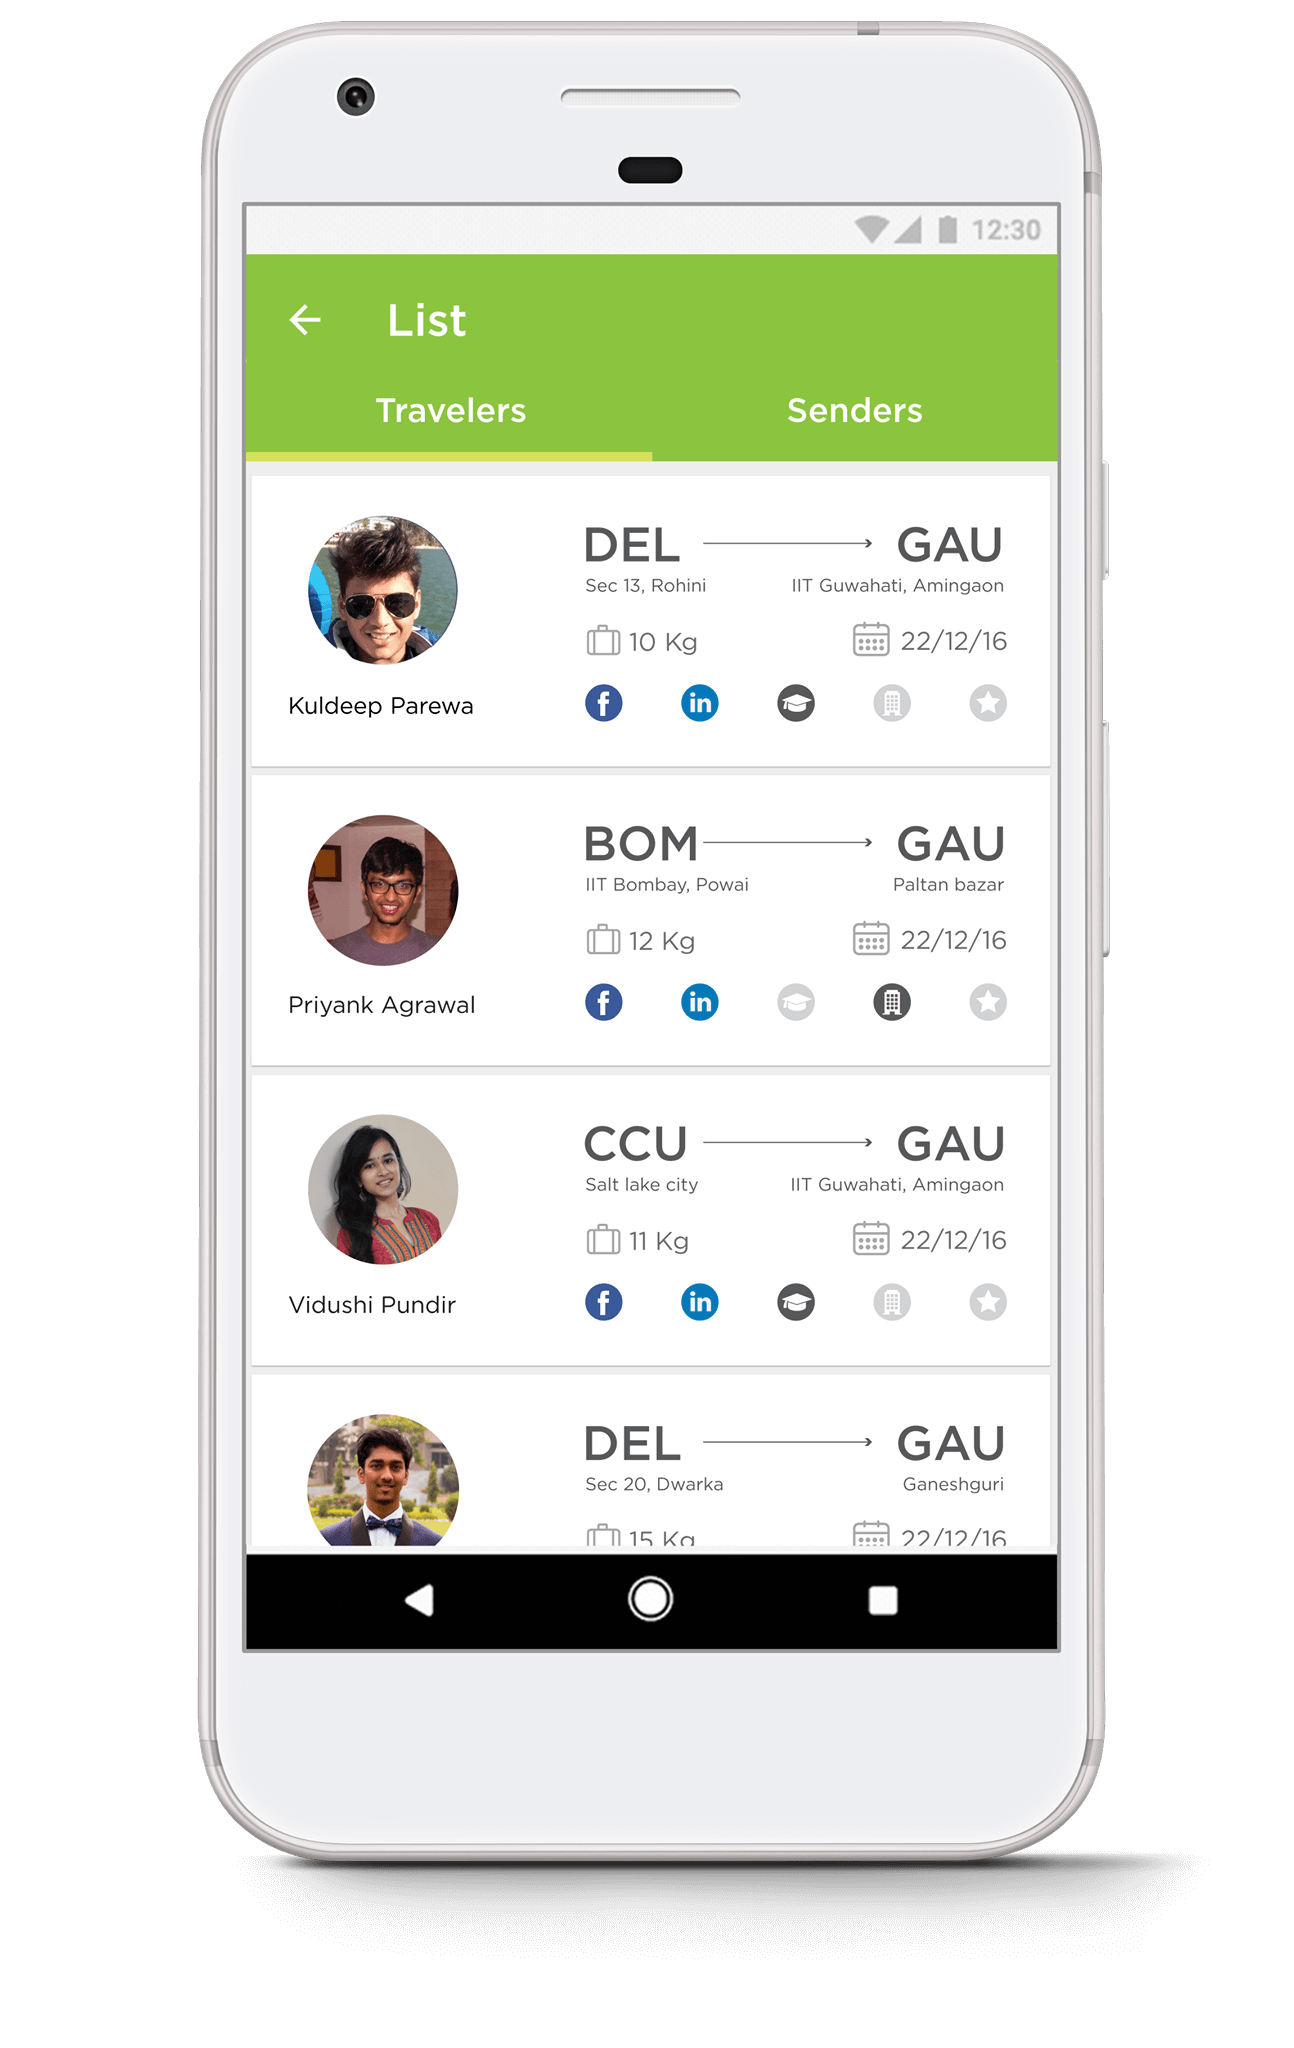 12:30
List
Travelers Senders
DEL GAU
Sec 13, Rohini IIT Guwahati, Amingaon
10 Kg 22/12/16
f in
Kuldeep Parewa
BOM GAU
IIT Bombay, Powai Paltan bazar
12 Kg 22/12/16
f in
Priyank Agrawal
CCU GAU
Salt lake city IIT Guwahati, Amingaon
11 Kg 22/12/16
f in
Vidushi Pundir
DEL GAU
Sec 20, Dwarka Ganeshguri
15 Kg 22/12/16